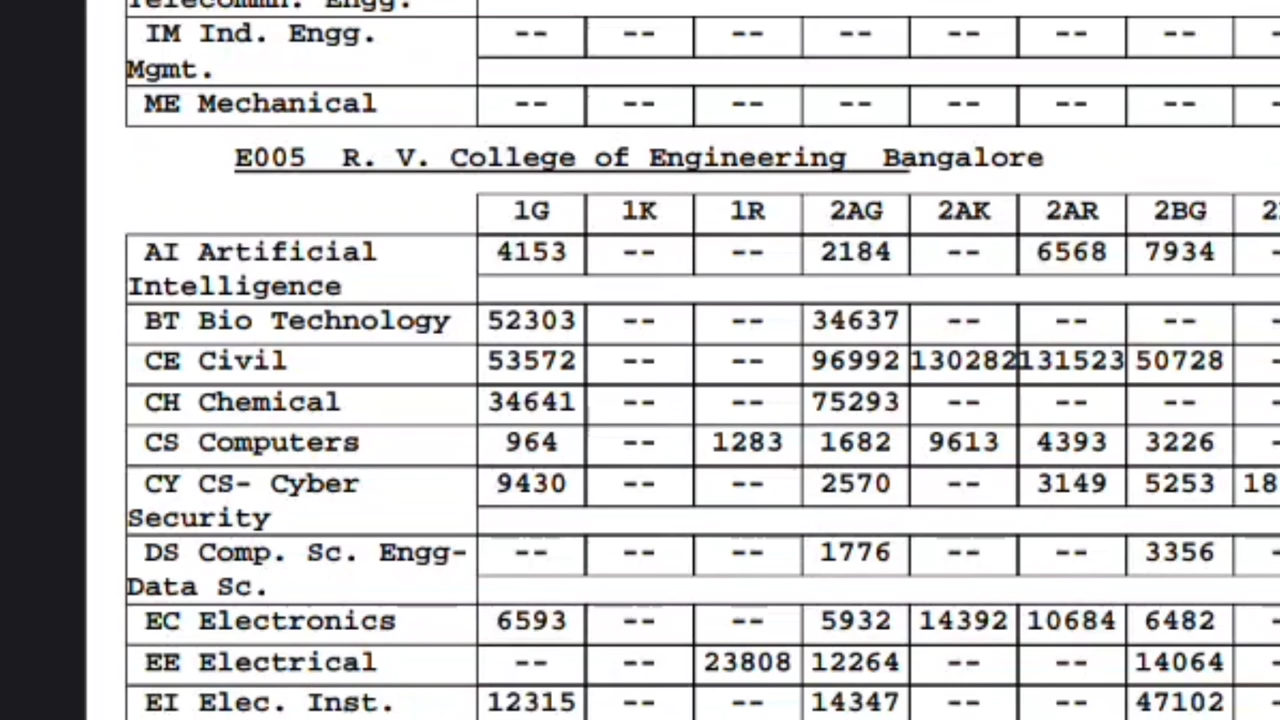 Telecommn. Engg.
IM Ind. Engg. -- -- -- -- -- -- --
Mgmt.
ME Mechanical -- -- -- -- -- -- --
E005 R. V. College of Engineering Bangalore
1G 1K 1R 2AG 2AK 2AR 2BG
AI Artificial 4153 -- -- 2184 -- 6568 7934
Intelligence
BT Bio Technology 52303 -- -- 34637 -- -- --
CE Civil 53572 -- -- 96992 130282 131523 50728
CH Chemical 34641 -- -- 75293 -- -- --
CS Computers 964 -- 1283 1682 9613 4393 3226
CY CS- Cyber 9430 -- -- 2570 -- 3149 5253
Security
DS Comp. Sc. Engg- -- -- -- 1776 -- -- 3356
Data Sc.
EC Electronics 6593 -- -- 5932 14392 10684 6482
EE Electrical -- -- 23808 12264 -- -- 14064
EI Elec. Inst. 12315 -- -- 14347 -- -- 47102